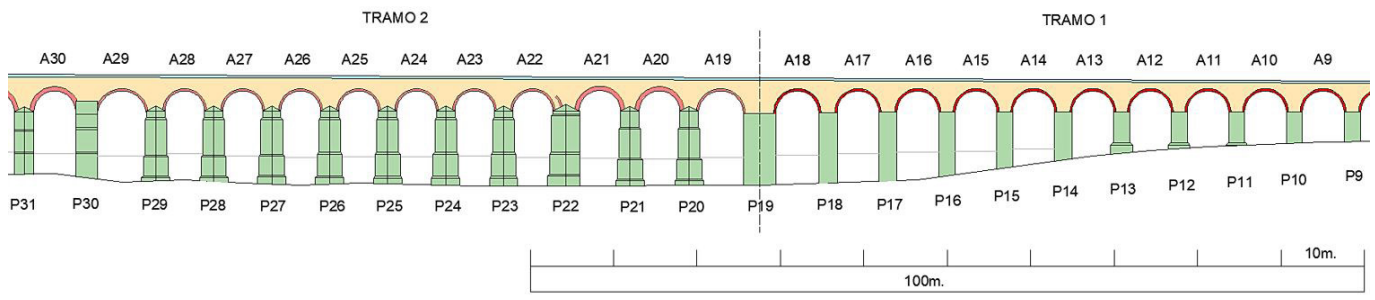 TRAMO 2 TRAMO 1
A30 A29 A28 A27 A26 A25 A24 A23 A22 A21 A20 A19 A18 A17 A16 A15 A14 A13 A12 A11 A10 A9
P31 P30 P29 P28 P27 P26 P25 P24 P23 P22 P21 P20 P19 P18 P17 P16 P15 P14 P13 P12 P11 P10 P9
10m.
100m.